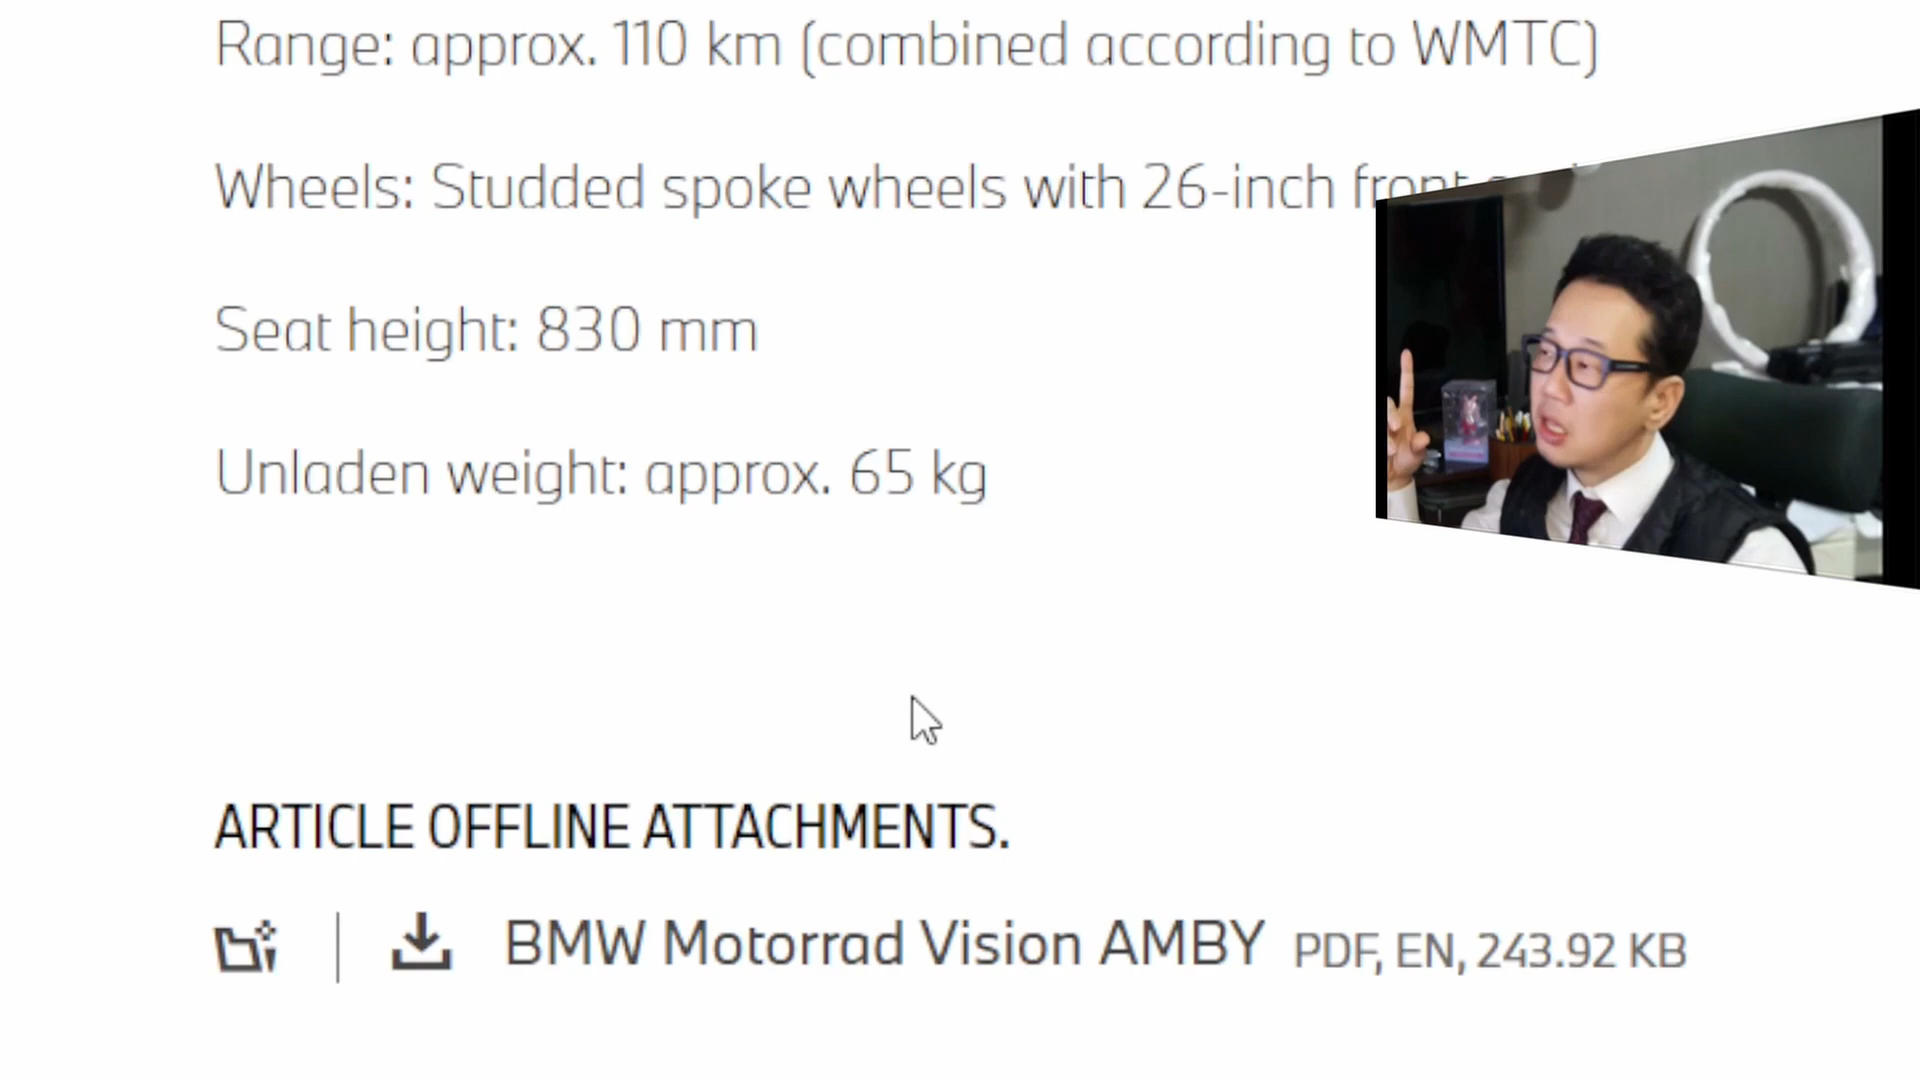 Range: approx. 110 km (combined according to WMTC)
Wheels: Studded spoke wheels with 26-inch front
Seat height: 830 mm
Unladen weight: approx. 65 kg
ARTICLE OFFLINE ATTACHMENTS.
BMW Motorrad Vision AMBY PDF, EN, 243.92 KB